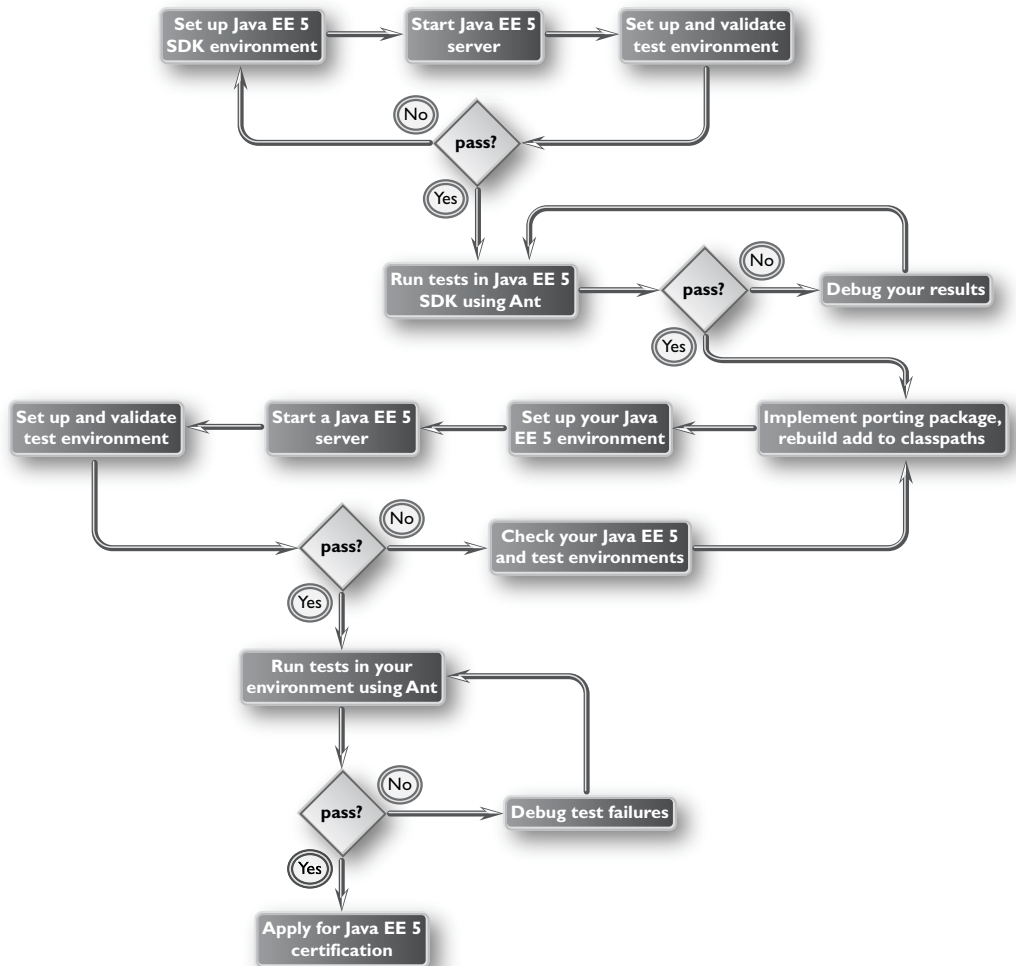 Set up Java EE 5
SDK environment
Start Java EE 5
server
Set up and validate
test environment
No
pass?
Yes
Run tests in Java EE 5
SDK using Ant
pass?
No
Debug your results
Yes
Set up and validate
test environment
Start a Java EE 5
server
Set up your Java
EE 5 environment
Implement porting package,
rebuild add to classpaths
pass?
No
Check your Java EE 5
and test environments
Yes
Run tests in your
environment using Ant
No
pass?
Debug test failures
Yes
Apply for Java EE 5
certification